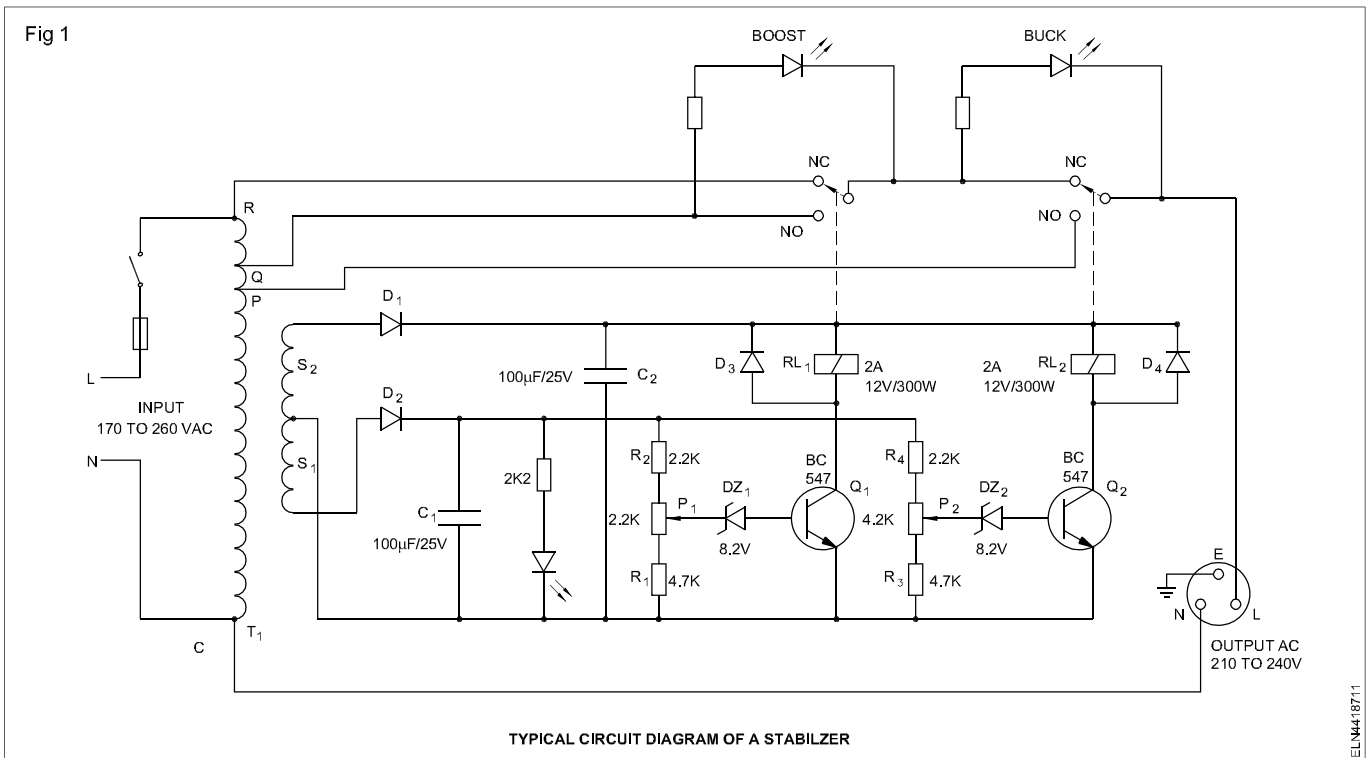 Fig 1
BOOST
BUCK
NC
NC
R
NO
NO
Q
P
D1
S2
D3
RL1
2A
12V/300W
2A
12V/300W
RL2
D4
100µF/25V
C2
L
D2
INPUT
170 TO 260 VAC
N
S1
R2
2.2K
BC
547
Q1
R4
2.2K
BC
547
Q2
2K2
C1
100µF/25V
2.2K
P1
DZ1
8.2V
4.2K
P2
DZ2
8.2V
R1
4.7K
R3
4.7K
E
N
L
T1
C
OUTPUT AC
210 TO 240V
TYPICAL CIRCUIT DIAGRAM OF A STABILZER
ELN4418711